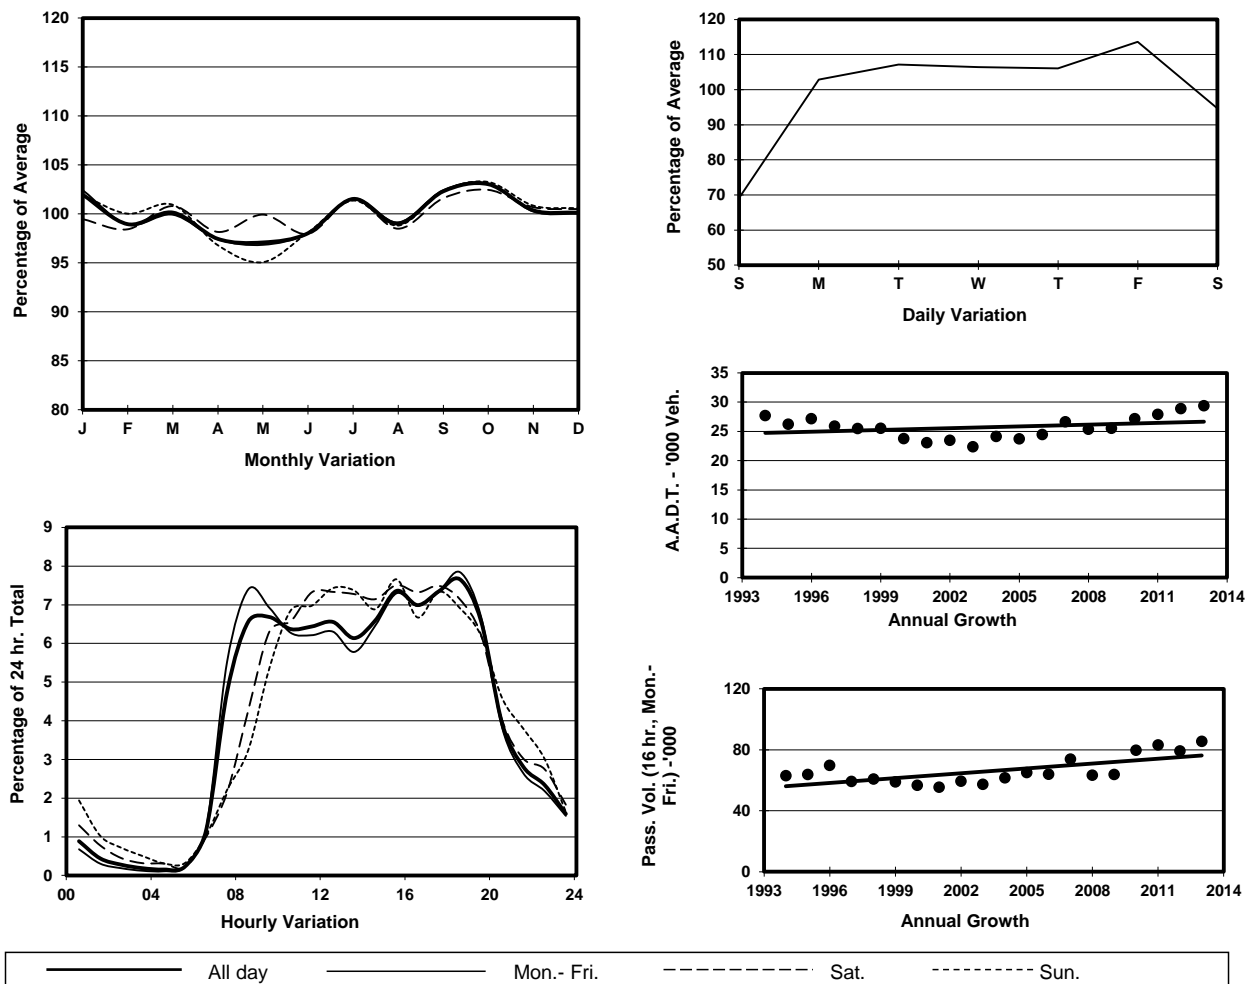 120
115
110
105
100
95
90
85
80
Percentage of Average
J F M A M J J A S O N D
Monthly Variation
120
110
100
90
80
70
60
50
Percentage of Average
S M T W T F S
Daily Variation
35
30
25
20
15
10
5
0
A.A.D.T. - '000 Veh.
1993 1996 1999 2002 2005 2008 2011 2014
Annual Growth
9
8
7
6
5
4
3
2
1
0
Percentage of 24 hr. Total
00 04 08 12 16 20 24
Hourly Variation
120
80
40
0
Pass. Vol. (16 hr., Mon.-
Fri.) -'000
1993 1996 1999 2002 2005 2008 2011 2014
Annual Growth
All day Mon.- Fri. Sat. Sun.